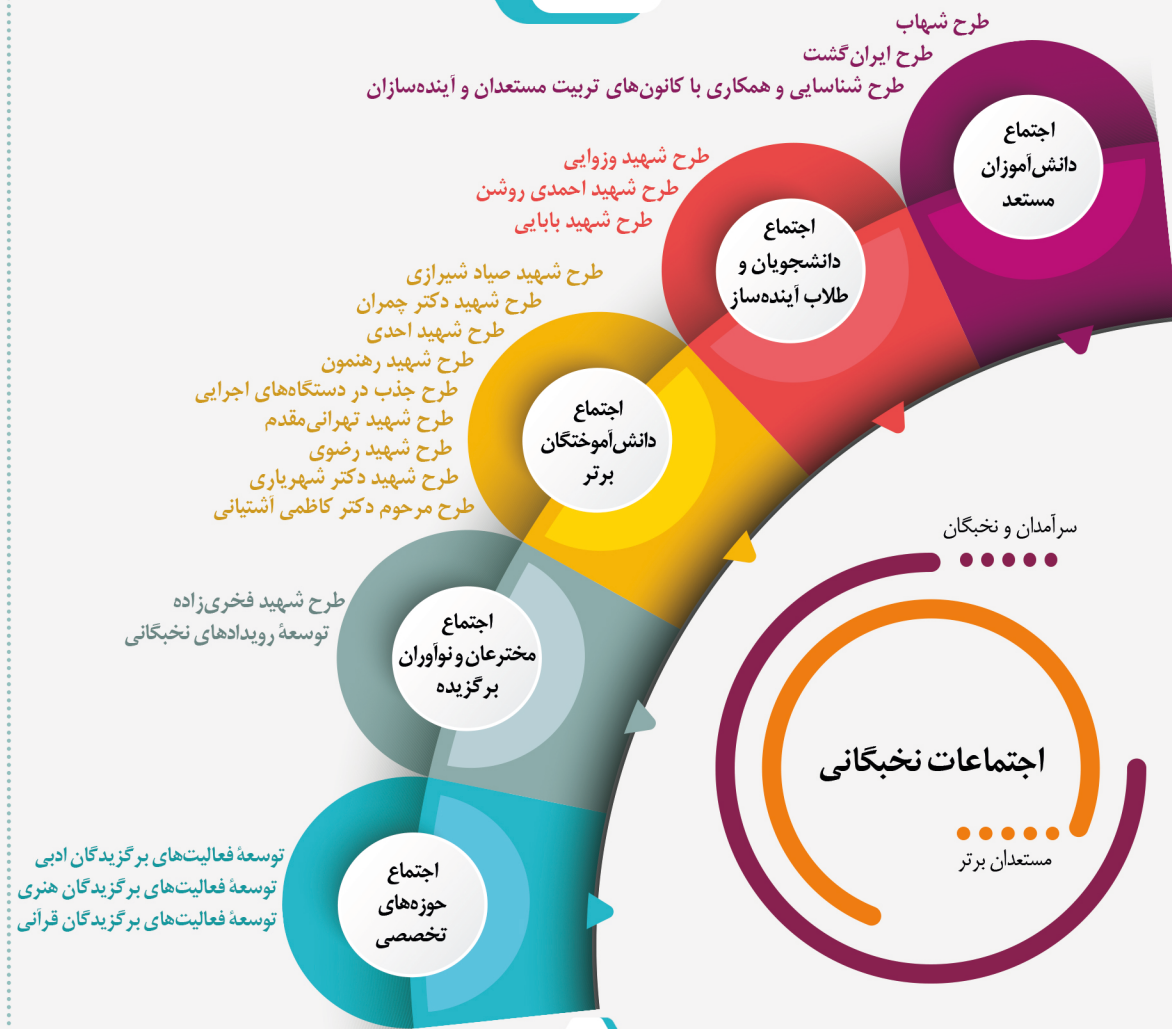 طرح شهاب
طرح ایران‌گشت
طرح شناسایی و همکاری با کانون‌های تربیت مستعدان و آینده‌سازان
اجتماع
دانش‌آموزان
مستعد
طرح شهید وزوایی
طرح شهید احمدی روشن
طرح شهید بابایی
اجتماع
دانشجویان و
طلاب آینده‌ساز
طرح شهید صیاد شیرازی
طرح شهید دکتر چمران
طرح شهید احدی
طرح شهید رهنمون
طرح جذب در دستگاه‌های اجرایی
طرح شهید تهرانی‌مقدم
طرح شهید رضوی
طرح شهید دکتر شهریاری
طرح مرحوم دکتر کاظمی آشتیانی
اجتماع
دانش‌آموختگان
برتر
طرح شهید فخری‌زاده
توسعهٔ رویدادهای نخبگانی
اجتماع
مخترعان و نوآوران
برگزیده
توسعهٔ فعالیت‌های برگزیدگان ادبی
توسعهٔ فعالیت‌های برگزیدگان هنری
توسعهٔ فعالیت‌های برگزیدگان قرآنی
اجتماع
حوزه‌های
تخصصی
سرآمدان و نخبگان
اجتماعات نخبگانی
مستعدان برتر